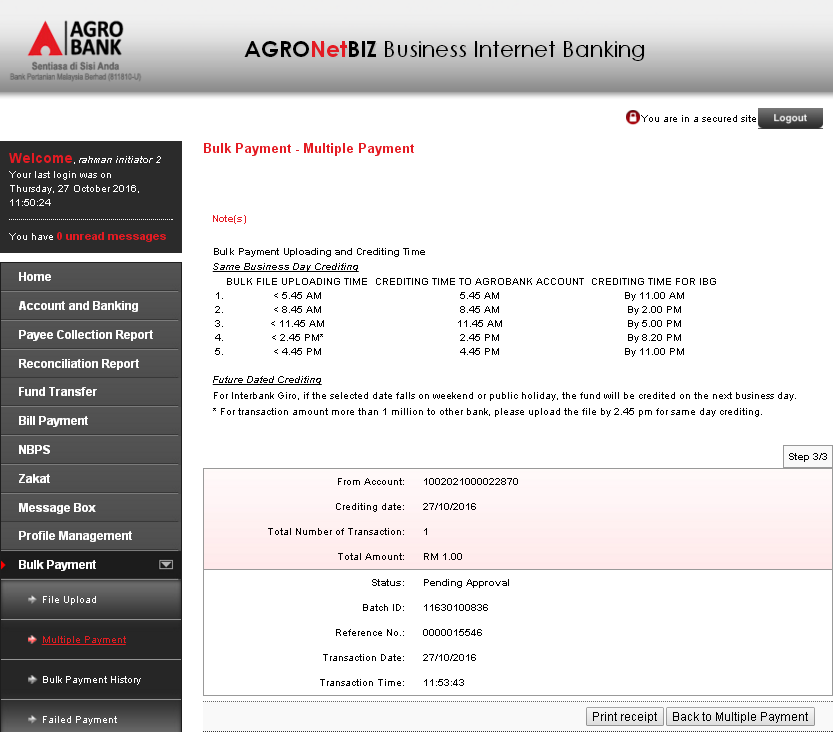 AGRO
BANK
Sentiasa di Sisi Anda
Bank Pertanian Malaysia Berhad (811810-U)
AGRONetBIZ Business Internet Banking
You are in a secured site
Logout
Welcome, rahman initiator 2
Your last login was on
Thursday, 27 October 2016,
11:50:24
You have 0 unread messages
Home
Account and Banking
Payee Collection Report
Reconciliation Report
Fund Transfer
Bill Payment
NBPS
Zakat
Message Box
Profile Management
Bulk Payment
File Upload
Multiple Payment
Bulk Payment History
Failed Payment
Bulk Payment - Multiple Payment
Note(s)
Bulk Payment Uploading and Crediting Time
Same Business Day Crediting
BULK FILE UPLOADING TIME CREDITING TIME TO AGROBANK ACCOUNT CREDITING TIME FOR IBG
1. < 5.45 AM 5.45 AM By 11.00 AM
2. < 8.45 AM 8.45 AM By 2.00 PM
3. < 11.45 AM 11.45 AM By 5.00 PM
4. < 2.45 PM* 2.45 PM By 8.20 PM
5. < 4.45 PM 4.45 PM By 11.00 PM
Future Dated Crediting
For Interbank Giro, if the selected date falls on weekend or public holiday, the fund will be credited on the next business day.
* For transaction amount more than 1 million to other bank, please upload the file by 2.45 pm for same day crediting.
Step 3/3
From Account: 1002021000022870
Crediting date: 27/10/2016
Total Number of Transaction: 1
Total Amount: RM 1.00
Status: Pending Approval
Batch ID: 11630100836
Reference No.: 0000015546
Transaction Date: 27/10/2016
Transaction Time: 11:53:43
Print receipt Back to Multiple Payment